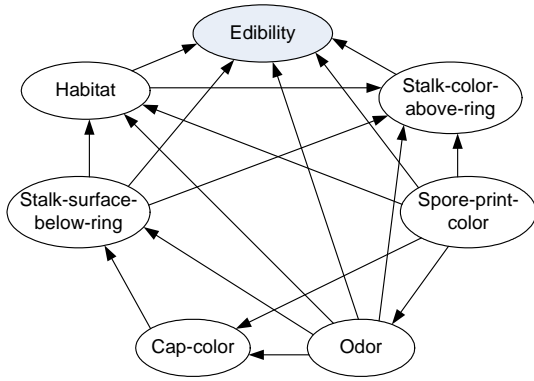 Edibility
Habitat
Stalk-color-
above-ring
Stalk-surface-
below-ring
Spore-print-
color
Cap-color
Odor